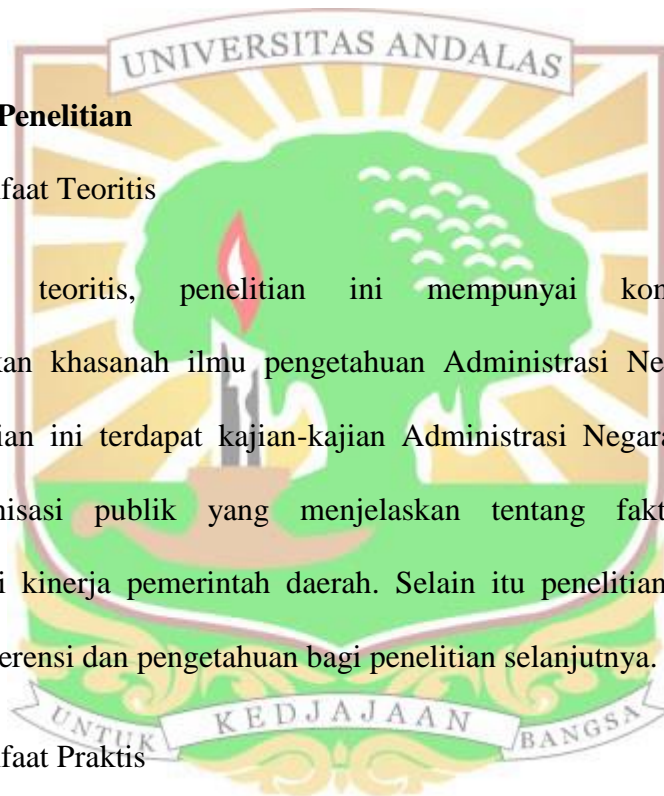 UNIVERSITAS ANDALAS
Penelitian
faat Teoritis
teoritis, penelitian ini mempunyai kon
kan khasanah ilmu pengetahuan Administrasi Ne
ian ini terdapat kajian-kajian Administrasi Negara
nisasi publik yang menjelaskan tentang fakt
i kinerja pemerintah daerah. Selain itu penelitian
erensi dan pengetahuan bagi penelitian selanjutnya.
UNTUK KEDJAJAAN BANGSA
faat Praktis